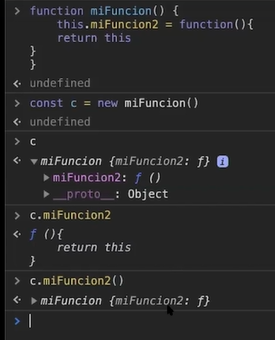 > function miFuncion() {
this.miFuncion2 = function(){
return this
}
}
<· undefined
> const c = new miFuncion()
<· undefined
> c
<· ▼ miFuncion {miFuncion2: ƒ} i
▶ miFuncion2: ƒ ()
▶ __proto__: Object
> c.miFuncion2
<· ƒ (){
return this
}
> c.miFuncion2()
<· ▶ miFuncion {miFuncion2: ƒ}
>